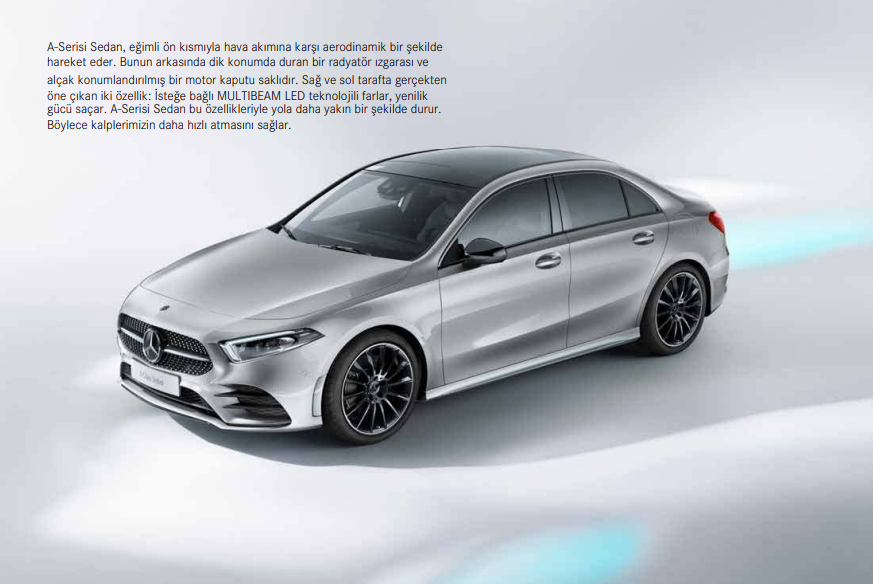 A-Serisi Sedan, eğimli ön kısmıyla hava akımına karşı aerodinamik bir şekilde
hareket eder. Bunun arkasında dik konumda duran bir radyatör ızgarası ve
alçak konumlandırılmış bir motor kaputu saklıdır. Sağ ve sol tarafta gerçekten
öne çıkan iki özellik: İsteğe bağlı MULTIBEAM LED teknolojili farlar, yenilik
gücü saçar. A-Serisi Sedan bu özellikleriyle yola daha yakın bir şekilde durur.
Böylece kalplerimizin daha hızlı atmasını sağlar.